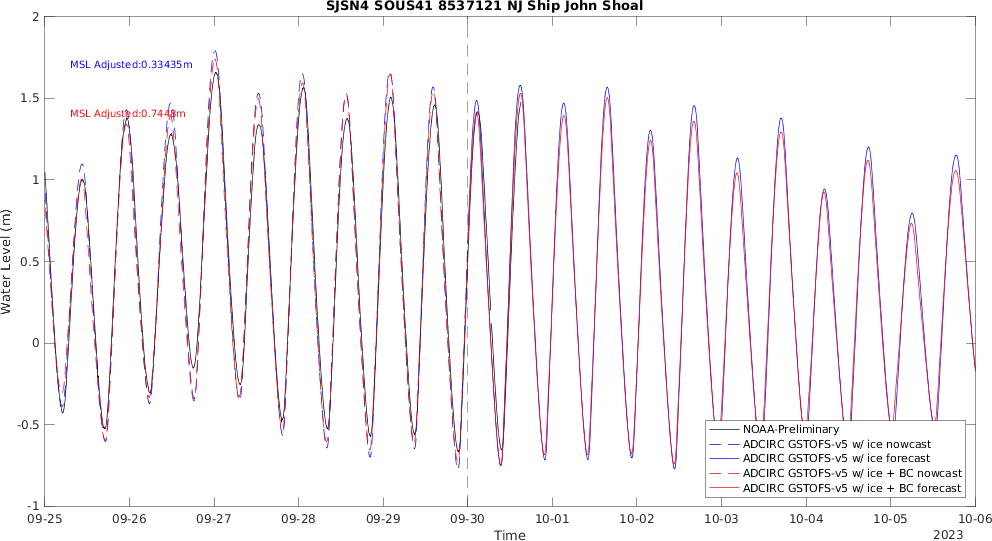 SJSN4 SOUS41 8537121 NJ Ship John Shoal
2
1.5
1
0.5
0
-0.5
-1
Water Level (m)
MSL Adjusted:0.33435m
MSL Adjusted:0.7448m
NOAA-Preliminary
ADCIRC GSTOFS-v5 w/ ice nowcast
ADCIRC GSTOFS-v5 w/ ice forecast
ADCIRC GSTOFS-v5 w/ ice + BC nowcast
ADCIRC GSTOFS-v5 w/ ice + BC forecast
09-25 09-26 09-27 09-28 09-29 09-30 10-01 10-02 10-03 10-04 10-05 10-06
Time
2023